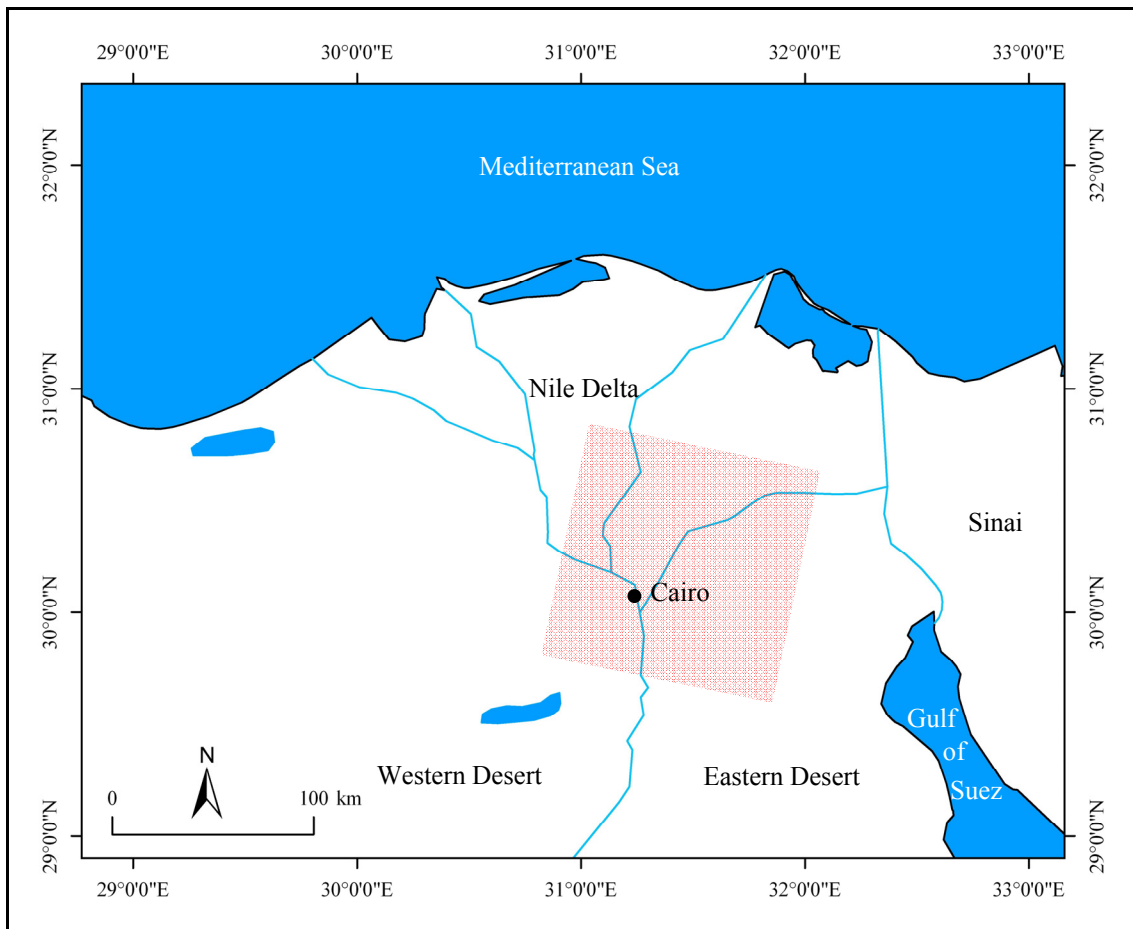 29°0'0"E 30°0'0"E 31°0'0"E 32°0'0"E 33°0'0"E
32°0'0"N
32°0'0"N
Mediterranean Sea
31°0'0"N
31°0'0"N
Nile Delta
Sinai
Cairo
30°0'0"N
30°0'0"N
Gulf
of
Suez
Western Desert
Eastern Desert
N
0 100 km
29°0'0"N
29°0'0"N
29°0'0"E 30°0'0"E 31°0'0"E 32°0'0"E 33°0'0"E